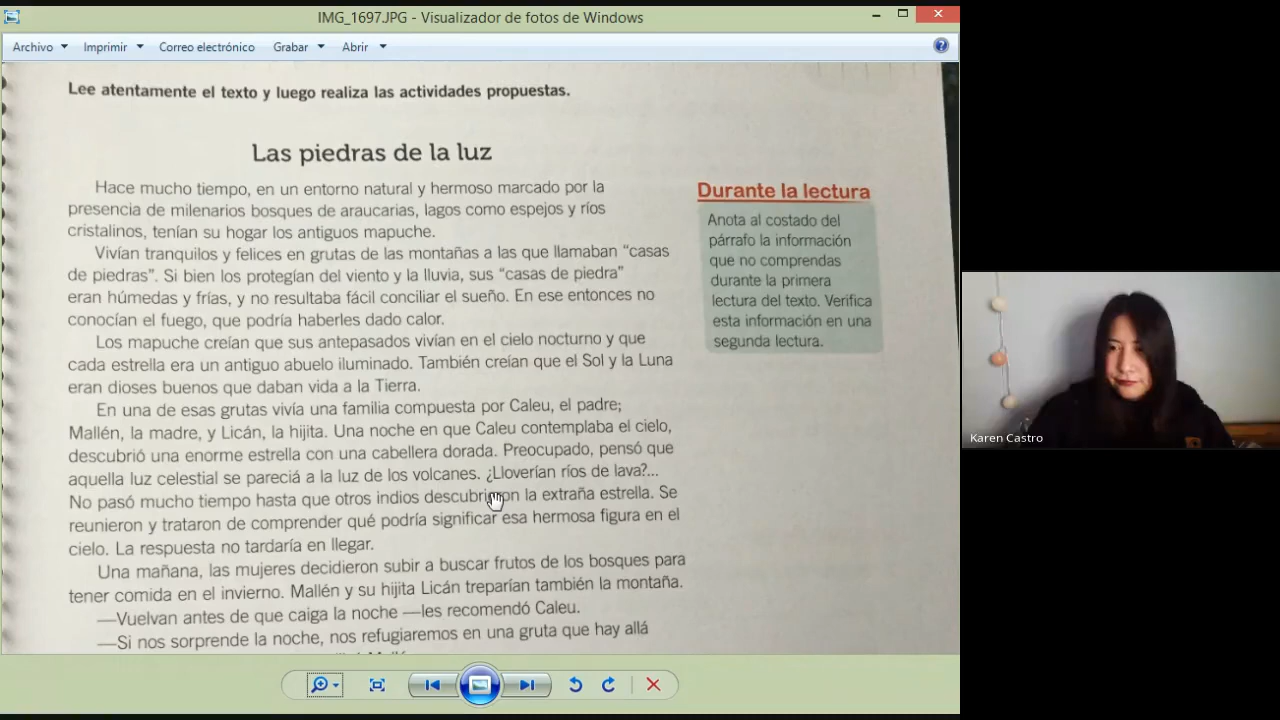 IMG_1697.JPG - Visualizador de fotos de Windows
Archivo Imprimir Correo electrónico Grabar Abrir
Lee atentamente el texto y luego realiza las actividades propuestas.
Las piedras de la luz
Hace mucho tiempo, en un entorno natural y hermoso marcado por la
presencia de milenarios bosques de araucarias, lagos como espejos y ríos
cristalinos, tenían su hogar los antiguos mapuche.
Vivían tranquilos y felices en grutas de las montañas a las que llamaban “casas
de piedras”. Si bien los protegían del viento y la lluvia, sus “casas de piedra”
eran húmedas y frías, y no resultaba fácil conciliar el sueño. En ese entonces no
conocían el fuego, que podría haberles dado calor.
Los mapuche creían que sus antepasados vivían en el cielo nocturno y que
cada estrella era un antiguo abuelo iluminado. También creían que el Sol y la Luna
eran dioses buenos que daban vida a la Tierra.
En una de esas grutas vivía una familia compuesta por Caleu, el padre;
Mallén, la madre, y Licán, la hijita. Una noche en que Caleu contemplaba el cielo,
descubrió una enorme estrella con una cabellera dorada. Preocupado, pensó que
aquella luz celestial se pareciá a la luz de los volcanes. ¿Lloverían ríos de lava?...
No pasó mucho tiempo hasta que otros indios descubrieron la extraña estrella. Se
reunieron y trataron de comprender qué podría significar esa hermosa figura en el
cielo. La respuesta no tardaría en llegar.
Una mañana, las mujeres decidieron subir a buscar frutos de los bosques para
tener comida en el invierno. Mallén y su hijita Licán treparían también la montaña.
—Vuelvan antes de que caiga la noche —les recomendó Caleu.
—Si nos sorprende la noche, nos refugiaremos en una gruta que hay allá
Durante la lectura
Anota al costado del
párrafo la información
que no comprendas
durante la primera
lectura del texto. Verifica
esta información en una
segunda lectura.
Karen Castro